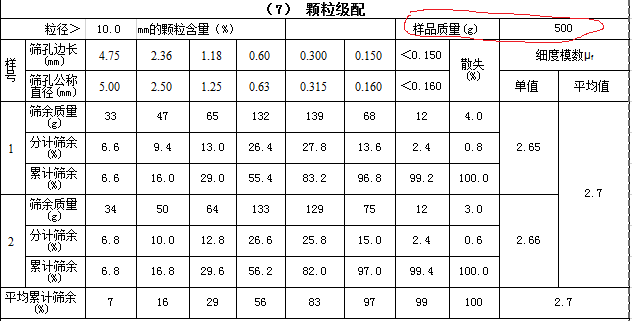 (7) 颗粒级配
粒径> 10.0 mm的颗粒含量(%) 样品质量(g) 500
样号 筛孔边长(mm) 4.75 2.36 1.18 0.60 0.300 0.150 <0.150 散失(%) 细度模数μf
筛孔公称直径(mm) 5.00 2.50 1.25 0.63 0.315 0.160 <0.160 单值 平均值
1 筛余质量(g) 33 47 65 132 139 68 12 4.0 2.65 2.7
分计筛余(%) 6.6 9.4 13.0 26.4 27.8 13.6 2.4 0.8
累计筛余(%) 6.6 16.0 29.0 55.4 83.2 96.8 99.2 100.0
2 筛余质量(g) 34 50 64 133 129 75 12 3.0 2.66
分计筛余(%) 6.8 10.0 12.8 26.6 25.8 15.0 2.4 0.6
累计筛余(%) 6.8 16.8 29.6 56.2 82.0 97.0 99.4 100.0
平均累计筛余(%) 7 16 29 56 83 97 99 100 2.7